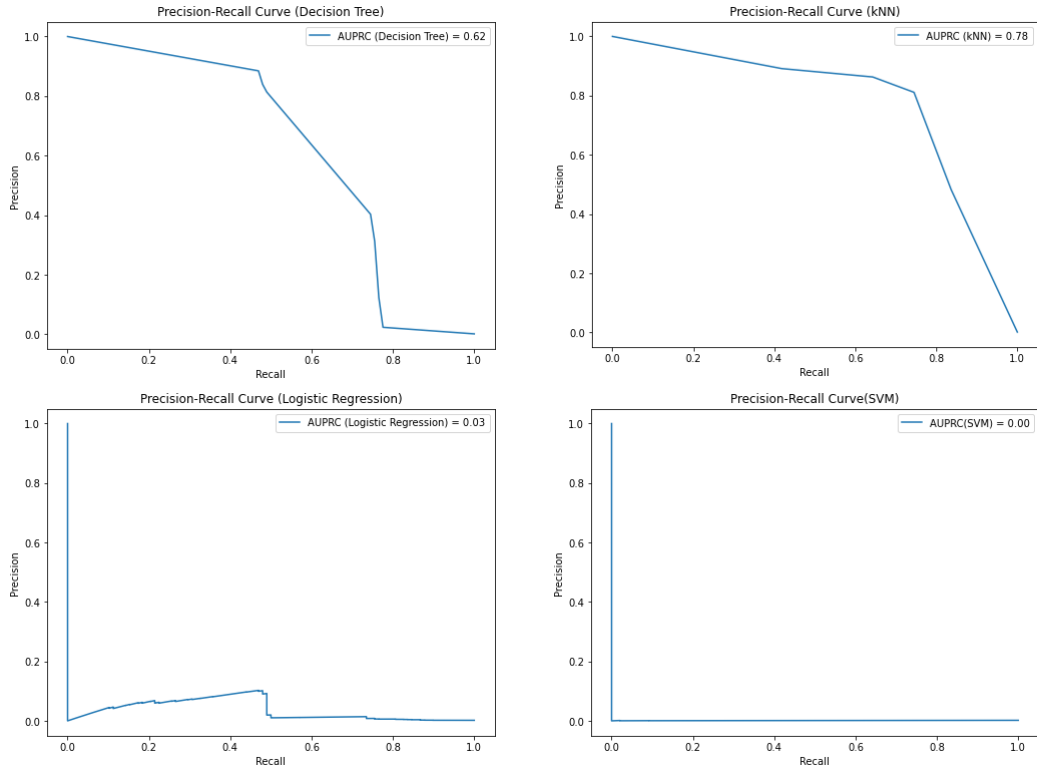 Precision-Recall Curve (Decision Tree)
AUPRC (Decision Tree) = 0.62
1.0
0.8
0.6
0.4
0.2
0.0
Precision
0.0 0.2 0.4 0.6 0.8 1.0
Recall
Precision-Recall Curve (kNN)
AUPRC (kNN) = 0.78
1.0
0.8
0.6
0.4
0.2
0.0
Precision
0.0 0.2 0.4 0.6 0.8 1.0
Recall
Precision-Recall Curve (Logistic Regression)
AUPRC (Logistic Regression) = 0.03
1.0
0.8
0.6
0.4
0.2
0.0
Precision
0.0 0.2 0.4 0.6 0.8 1.0
Recall
Precision-Recall Curve(SVM)
AUPRC(SVM) = 0.00
1.0
0.8
0.6
0.4
0.2
0.0
Precision
0.0 0.2 0.4 0.6 0.8 1.0
Recall